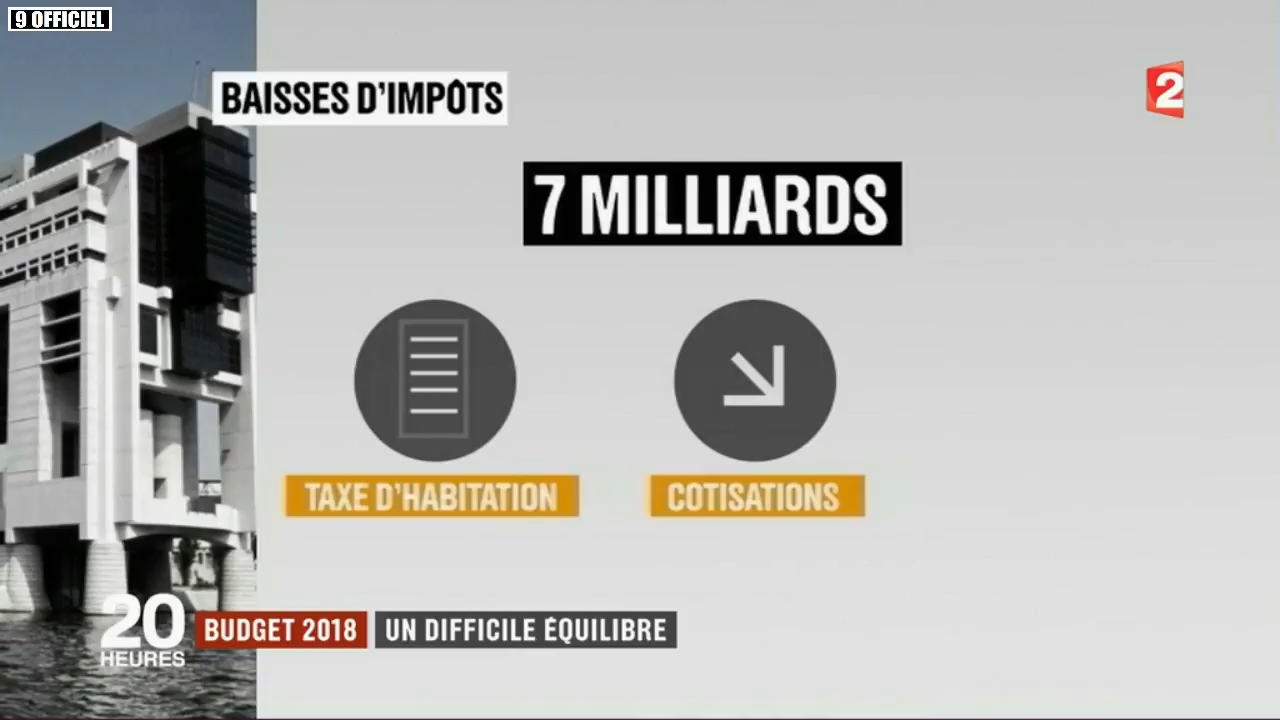 9 OFFICIEL
BAISSES D'IMPÔTS
2
7 MILLIARDS
TAXE D'HABITATION
COTISATIONS
20
HEURES
BUDGET 2018
UN DIFFICILE ÉQUILIBRE